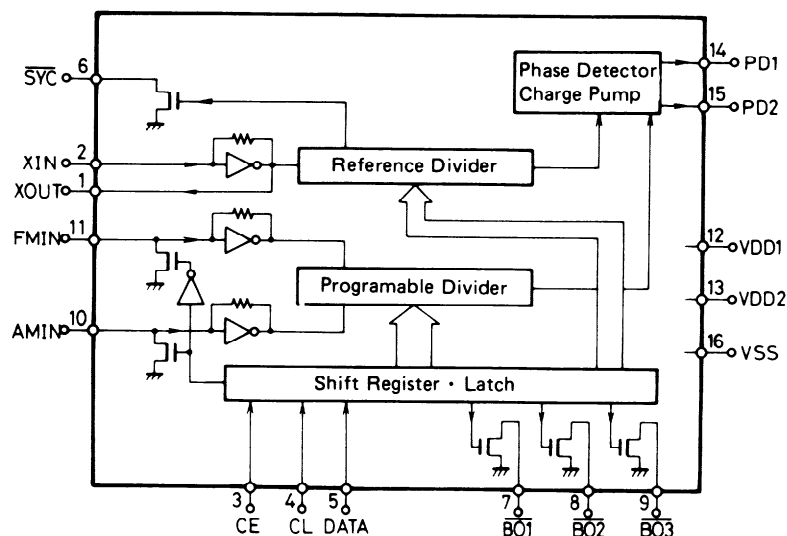 14
PD1
6
SYC
Phase Detector
Charge Pump
15
PD2
XIN
2
Reference Divider
XOUT
1
FMIN
11
12
VDD1
Programable Divider
13
VDD2
AMIN
10
16
VSS
Shift Register · Latch
3
4
5
7
8
9
CE
CL
DATA
BO1
BO2
BO3